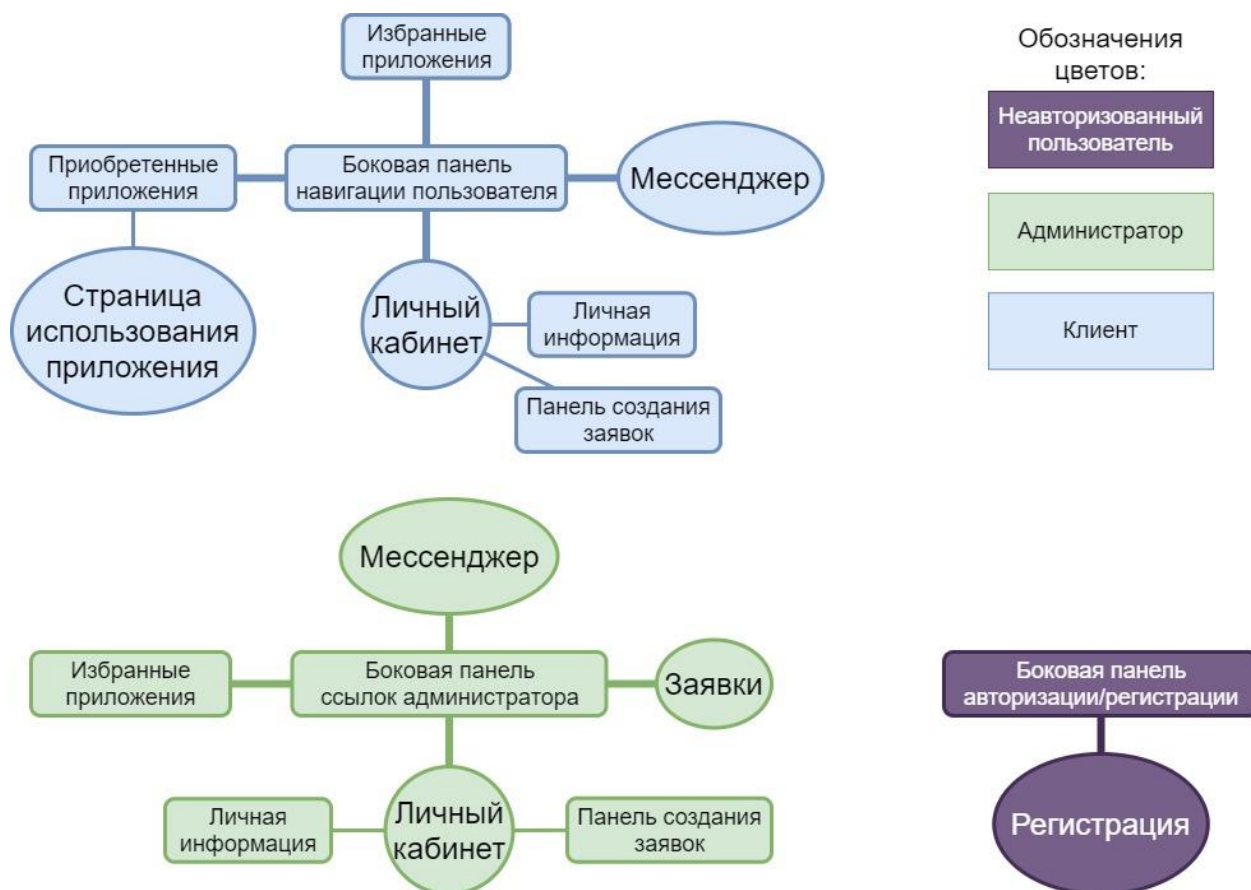 Избранные
приложения
Обозначения
цветов:
Неавторизованный
пользователь
Приобретенные
приложения
Боковая панель
навигации пользователя
Мессенджер
Администратор
Страница
использования
приложения
Личный
кабинет
Личная
информация
Клиент
Панель создания
заявок
Мессенджер
Избранные
приложения
Боковая панель
ссылок администратора
Заявки
Боковая панель
авторизации/регистрации
Личная
информация
Личный
кабинет
Панель создания
заявок
Регистрация